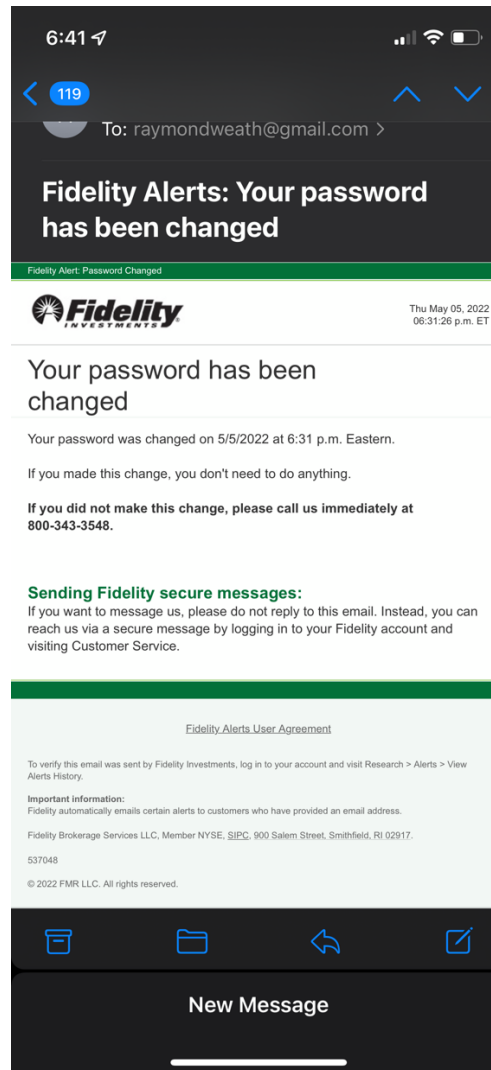 6:41
119
To: raymondweath@gmail.com >
Fidelity Alerts: Your password
has been changed
Fidelity Alert: Password Changed
Fidelity
INVESTMENTS
Thu May 05, 2022
06:31:26 p.m. ET
Your password has been
changed
Your password was changed on 5/5/2022 at 6:31 p.m. Eastern.
If you made this change, you don't need to do anything.
If you did not make this change, please call us immediately at
800-343-3548.
Sending Fidelity secure messages:
If you want to message us, please do not reply to this email. Instead, you can
reach us via a secure message by logging in to your Fidelity account and
visiting Customer Service.
Fidelity Alerts User Agreement
To verify this email was sent by Fidelity Investments, log in to your account and visit Research > Alerts > View
Alerts History.
Important information:
Fidelity automatically emails certain alerts to customers who have provided an email address.
Fidelity Brokerage Services LLC, Member NYSE, SIPC, 900 Salem Street, Smithfield, RI 02917.
537048
© 2022 FMR LLC. All rights reserved.
New Message